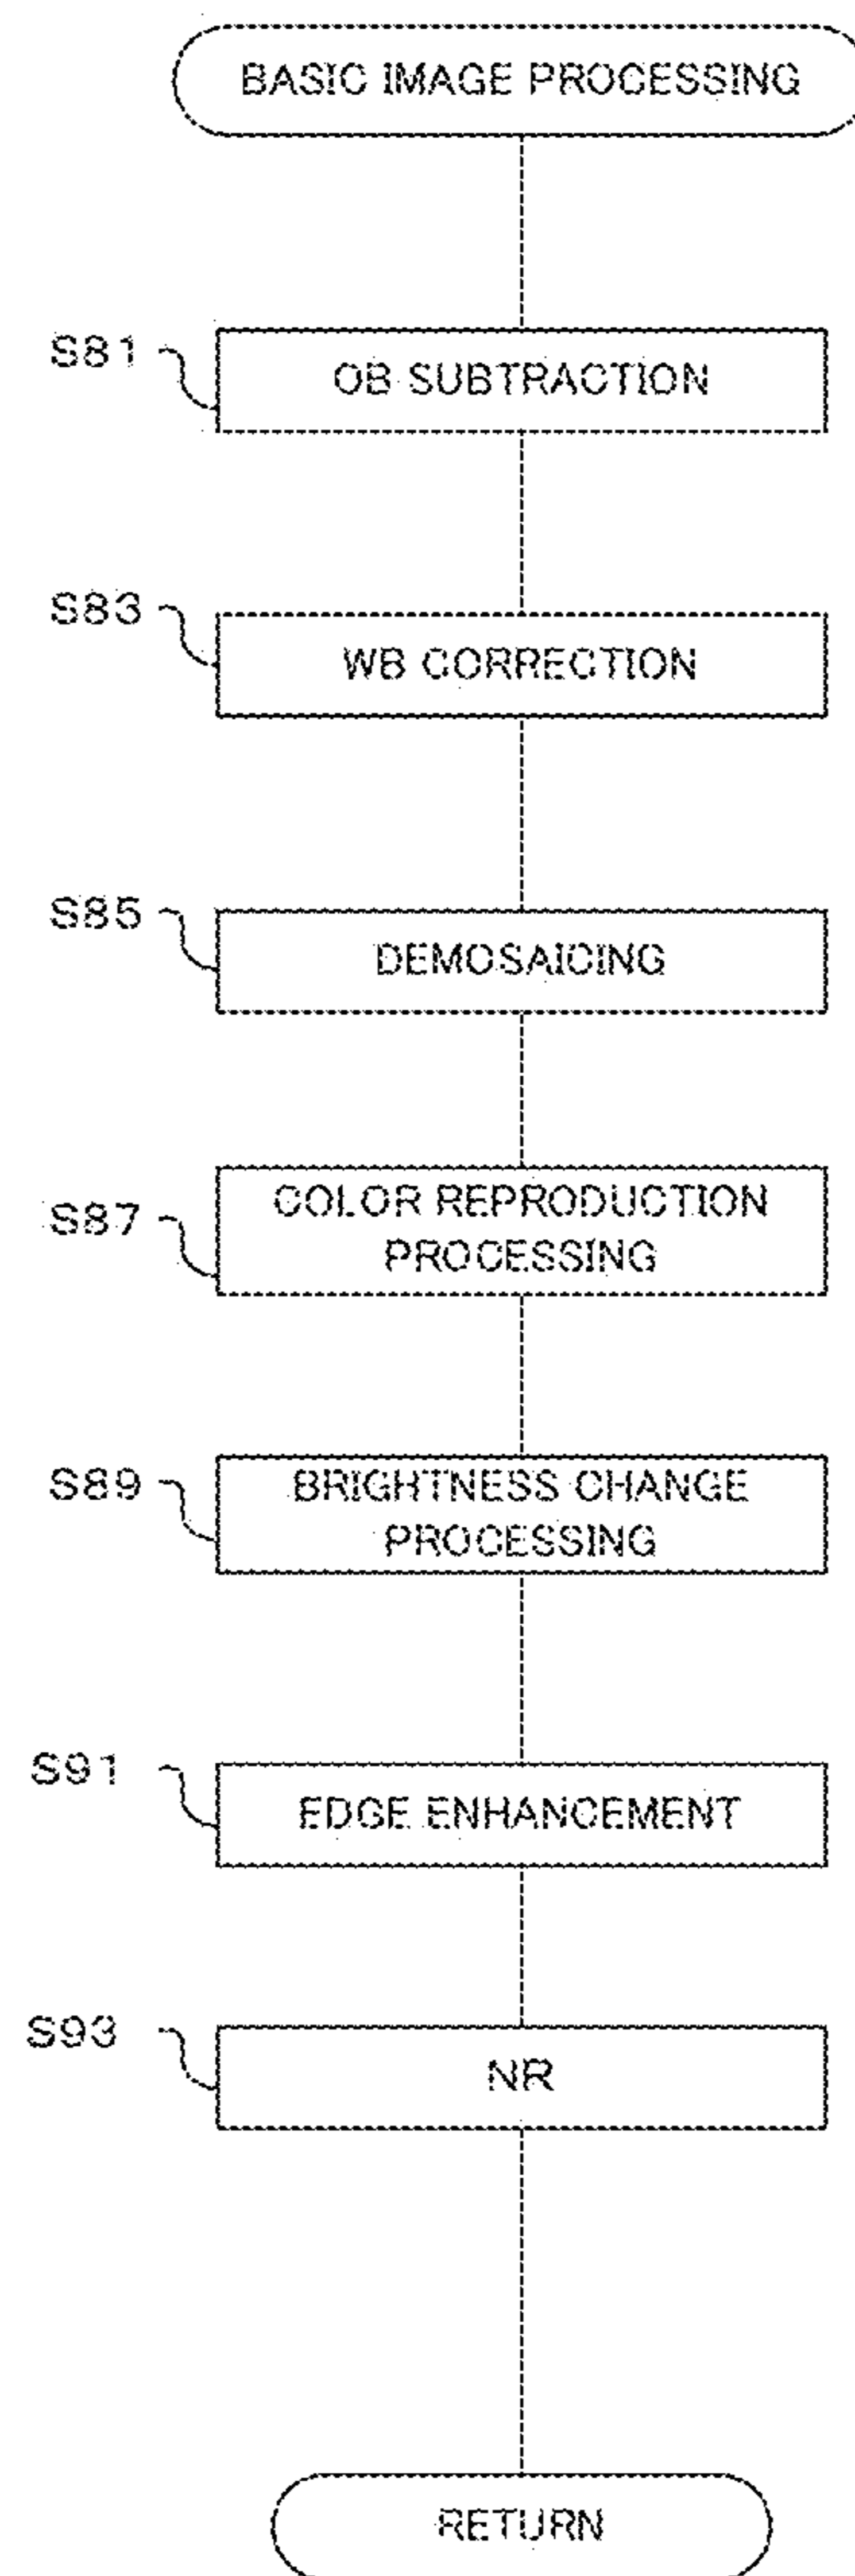 BASIC IMAGE PROCESSING
S81
OB SUBTRACTION
S83
WB CORRECTION
S85
DEMOSAICING
S87
COLOR REPRODUCTION
PROCESSING
S89
BRIGHTNESS CHANGE
PROCESSING
S91
EDGE ENHANCEMENT
S93
NR
RETURN